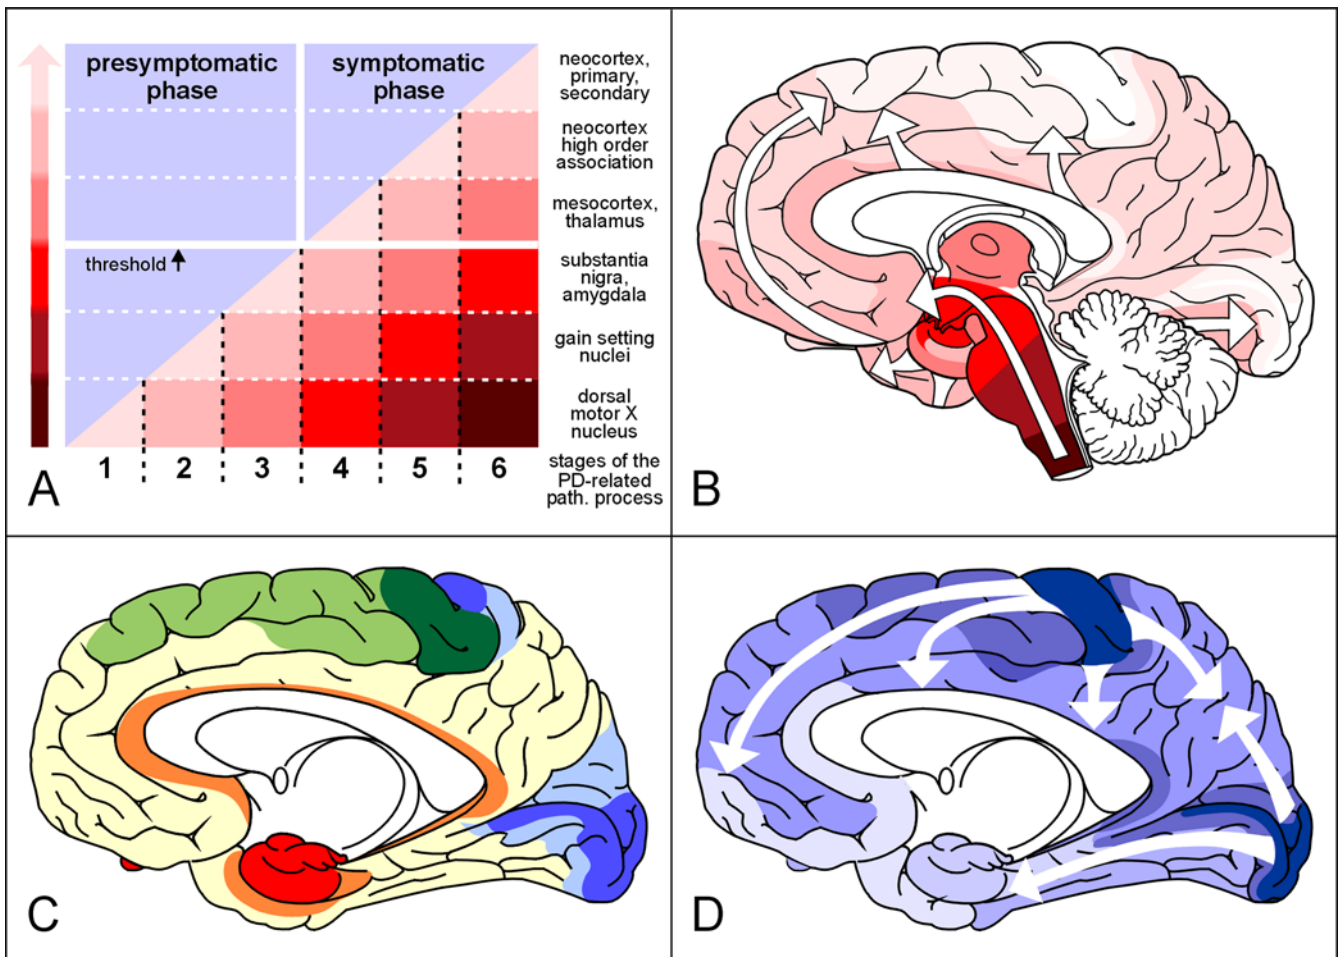 presymptomatic
phase
symptomatic
phase
neocortex,
primary,
secondary
neocortex
high order
association
mesocortex,
thalamus
threshold
substantia
nigra,
amygdala
gain setting
nuclei
dorsal
motor X
nucleus
1 2 3 4 5 6
stages of the
PD-related
path. process
A
B
C
D